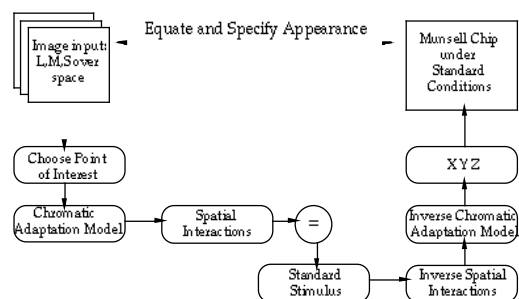 Equate and Specify Appearance
Image input:
L,M,S over
space
Munsell Chip
under
Standard
Conditions
Choose Point
of Interest
XYZ
Chromatic
Adaptation Model
Spatial
Interactions
=
Inverse Chromatic
Adaptation Model
Standard
Stimulus
Inverse Spatial
Interactions